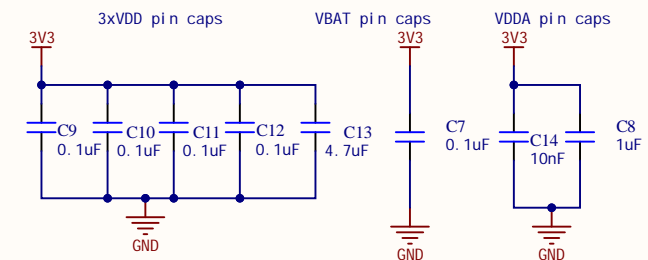 3xVDD pin caps
VBAT pin caps
VDDA pin caps
3V3
3V3
3V3
C9
0.1uF
C10
0.1uF
C11
0.1uF
C12
0.1uF
C13
4.7uF
C7
0.1uF
C14
10nF
C8
1uF
GND
GND
GND